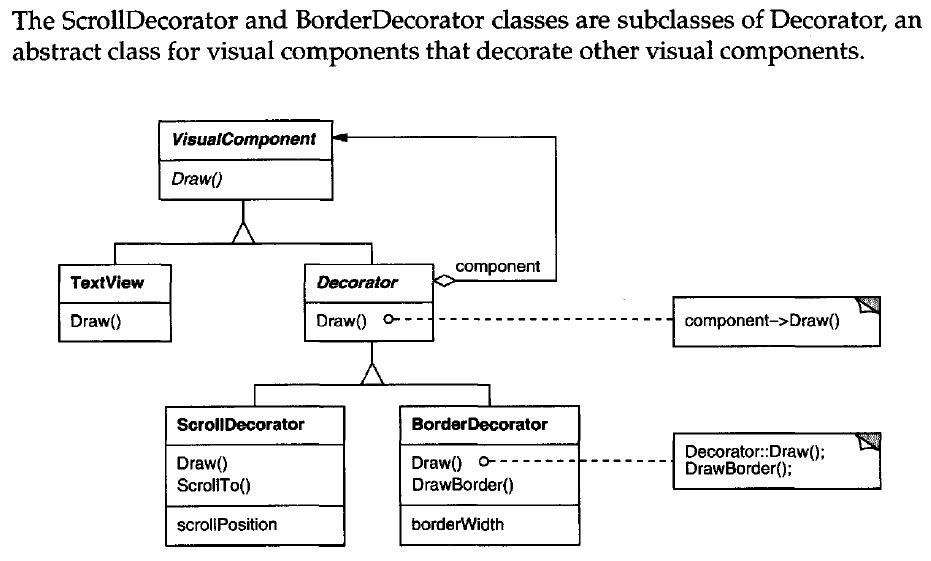 The ScrollDecorator and BorderDecorator classes are subclasses of Decorator, an
abstract class for visual components that decorate other visual components.
VisualComponent
Draw()
component
TextView
Draw()
Decorator
Draw()
component->Draw()
ScrollDecorator
Draw()
ScrollTo()
scrollPosition
BorderDecorator
Draw()
DrawBorder()
borderWidth
Decorator::Draw();
DrawBorder();